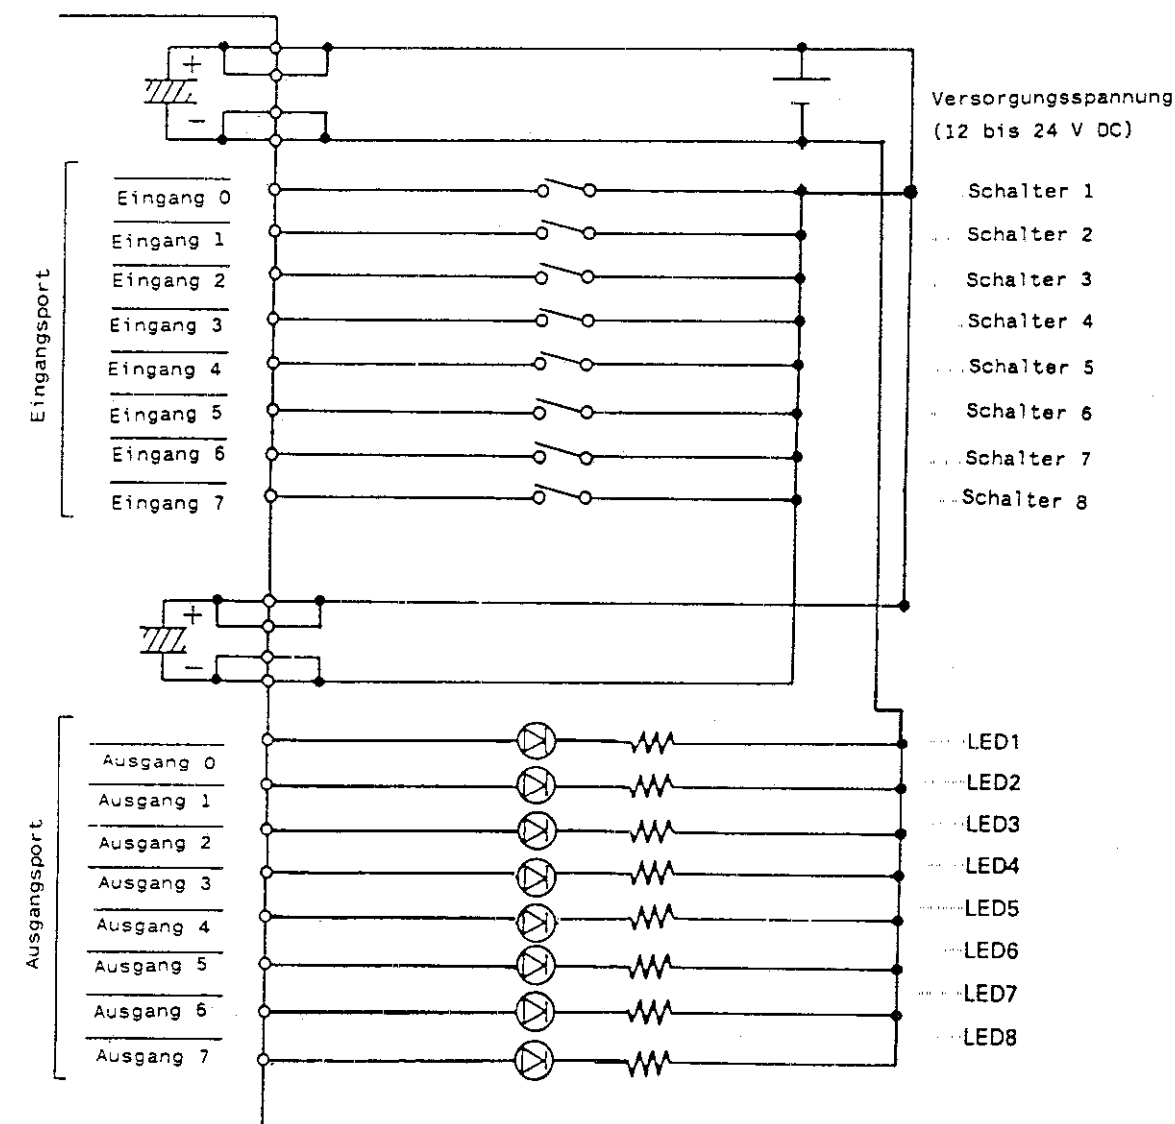 +
-
Versorgungsspannung
(12 bis 24 V DC)
Eingangsport
Eingang 0
Schalter 1
Eingang 1
Schalter 2
Eingang 2
Schalter 3
Eingang 3
Schalter 4
Eingang 4
Schalter 5
Eingang 5
Schalter 6
Eingang 6
Schalter 7
Eingang 7
Schalter 8
+
-
Ausgangsport
Ausgang 0
LED1
Ausgang 1
LED2
Ausgang 2
LED3
Ausgang 3
LED4
Ausgang 4
LED5
Ausgang 5
LED6
Ausgang 6
LED7
Ausgang 7
LED8